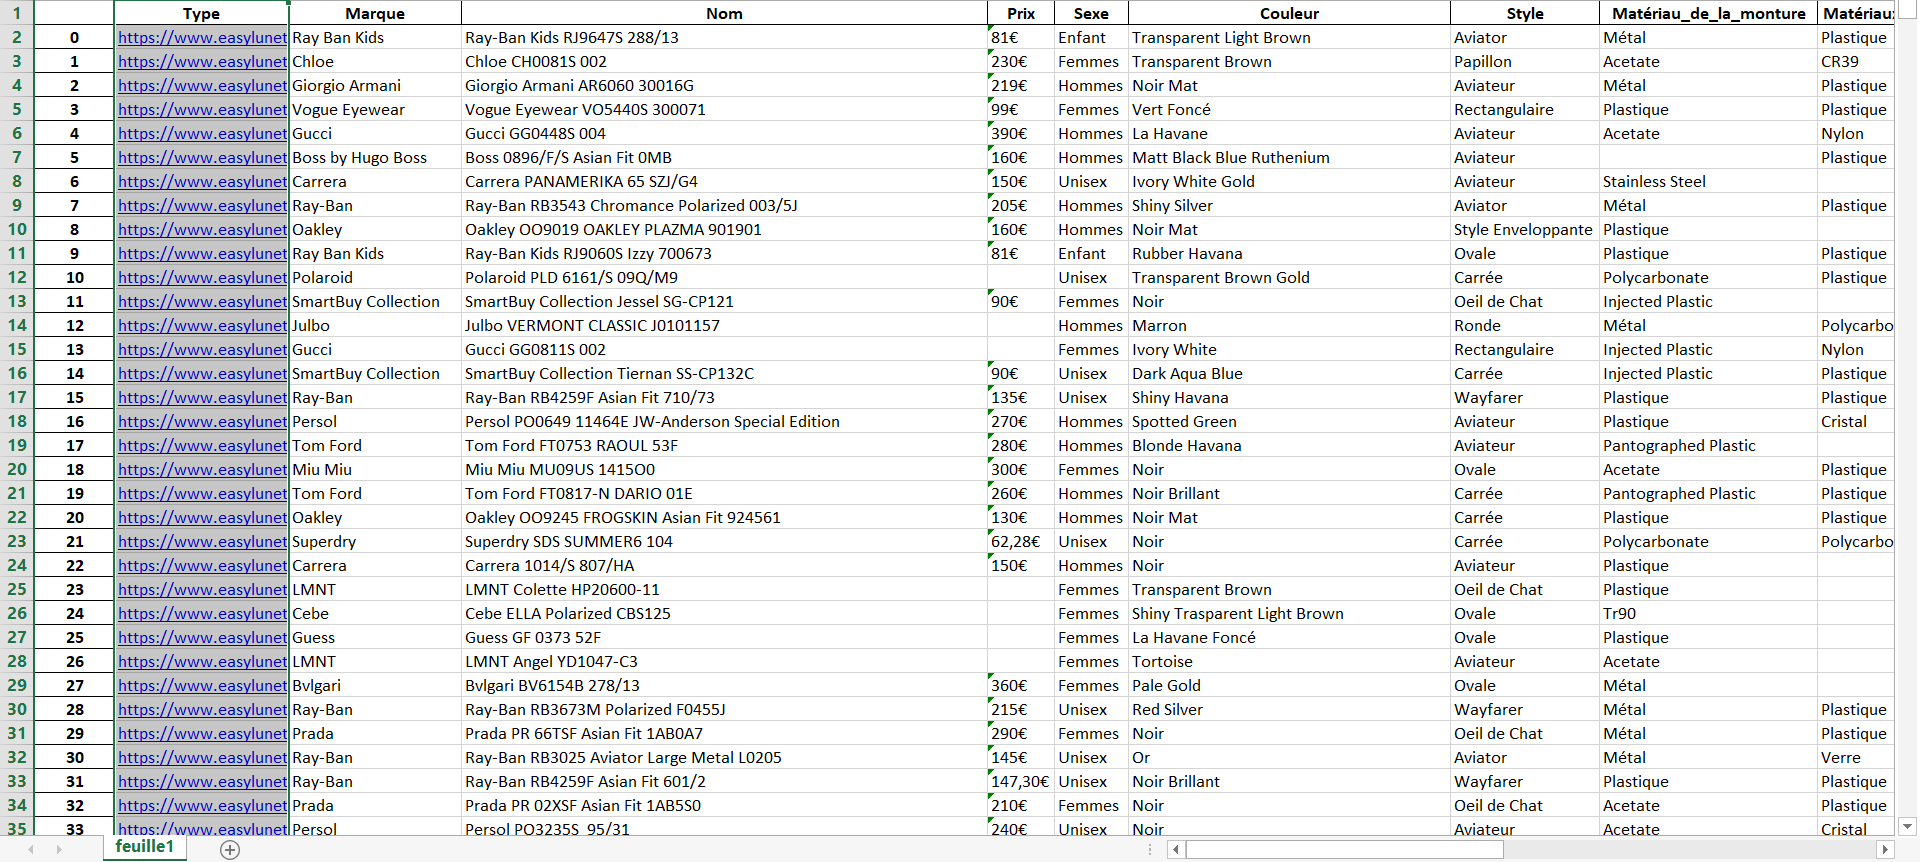 1 Type Marque Nom Prix Sexe Couleur Style Matériau_de_la_monture Matériaux
2 0 https://www.easylunet Ray Ban Kids Ray-Ban Kids RJ9647S 288/13 81€ Enfant Transparent Light Brown Aviator Métal Plastique
3 1 https://www.easylunet Chloe Chloe CH0081S 002 230€ Femmes Transparent Brown Papillon Acetate CR39
4 2 https://www.easylunet Giorgio Armani Giorgio Armani AR6060 30016G 219€ Hommes Noir Mat Aviateur Métal Plastique
5 3 https://www.easylunet Vogue Eyewear Vogue Eyewear VO5440S 300071 99€ Femmes Vert Foncé Rectangulaire Plastique Plastique
6 4 https://www.easylunet Gucci Gucci GG0448S 004 390€ Hommes La Havane Aviateur Acetate Nylon
7 5 https://www.easylunet Boss by Hugo Boss Boss 0896/F/S Asian Fit 0MB 160€ Hommes Matt Black Blue Ruthenium Aviateur Plastique
8 6 https://www.easylunet Carrera Carrera PANAMERIKA 65 SZJ/G4 150€ Unisex Ivory White Gold Aviateur Stainless Steel
9 7 https://www.easylunet Ray-Ban Ray-Ban RB3543 Chromance Polarized 003/5J 205€ Hommes Shiny Silver Aviator Métal Plastique
10 8 https://www.easylunet Oakley Oakley OO9019 OAKLEY PLAZMA 901901 160€ Hommes Noir Mat Style Enveloppante Plastique
11 9 https://www.easylunet Ray Ban Kids Ray-Ban Kids RJ9060S Izzy 700673 81€ Enfant Rubber Havana Ovale Plastique Plastique
12 10 https://www.easylunet Polaroid Polaroid PLD 6161/S 09Q/M9 Unisex Transparent Brown Gold Carrée Polycarbonate Plastique
13 11 https://www.easylunet SmartBuy Collection SmartBuy Collection Jessel SG-CP121 90€ Femmes Noir Oeil de Chat Injected Plastic
14 12 https://www.easylunet Julbo Julbo VERMONT CLASSIC J0101157 Hommes Marron Ronde Métal Polycarbo
15 13 https://www.easylunet Gucci Gucci GG0811S 002 Femmes Ivory White Rectangulaire Injected Plastic Nylon
16 14 https://www.easylunet SmartBuy Collection SmartBuy Collection Tiernan SS-CP132C 90€ Unisex Dark Aqua Blue Carrée Injected Plastic Plastique
17 15 https://www.easylunet Ray-Ban Ray-Ban RB4259F Asian Fit 710/73 135€ Unisex Shiny Havana Wayfarer Plastique Plastique
18 16 https://www.easylunet Persol Persol PO0649 11464E JW-Anderson Special Edition 270€ Hommes Spotted Green Aviateur Plastique Cristal
19 17 https://www.easylunet Tom Ford Tom Ford FT0753 RAOUL 53F 280€ Hommes Blonde Havana Aviateur Pantographed Plastic
20 18 https://www.easylunet Miu Miu Miu Miu MU09US 1415O0 300€ Femmes Noir Ovale Acetate Plastique
21 19 https://www.easylunet Tom Ford Tom Ford FT0817-N DARIO 01E 260€ Hommes Noir Brillant Carrée Pantographed Plastic Plastique
22 20 https://www.easylunet Oakley Oakley OO9245 FROGSKIN Asian Fit 924561 130€ Hommes Noir Mat Carrée Plastique Plastique
23 21 https://www.easylunet Superdry Superdry SDS SUMMER6 104 62,28€ Unisex Noir Carrée Polycarbonate Polycarbo
24 22 https://www.easylunet Carrera Carrera 1014/S 807/HA 150€ Hommes Noir Aviateur Plastique
25 23 https://www.easylunet LMNT LMNT Colette HP20600-11 Femmes Transparent Brown Oeil de Chat Plastique
26 24 https://www.easylunet Cebe Cebe ELLA Polarized CBS125 Femmes Shiny Trasparent Light Brown Ovale Tr90
27 25 https://www.easylunet Guess Guess GF 0373 52F Femmes La Havane Foncé Ovale Plastique
28 26 https://www.easylunet LMNT LMNT Angel YD1047-C3 Femmes Tortoise Aviateur Acetate
29 27 https://www.easylunet Bvlgari Bvlgari BV6154B 278/13 360€ Femmes Pale Gold Ovale Métal
30 28 https://www.easylunet Ray-Ban Ray-Ban RB3673M Polarized F0455J 215€ Unisex Red Silver Wayfarer Métal Plastique
31 29 https://www.easylunet Prada Prada PR 66TSF Asian Fit 1AB0A7 290€ Femmes Noir Oeil de Chat Métal Plastique
32 30 https://www.easylunet Ray-Ban Ray-Ban RB3025 Aviator Large Metal L0205 145€ Unisex Or Aviator Métal Verre
33 31 https://www.easylunet Ray-Ban Ray-Ban RB4259F Asian Fit 601/2 147,30€ Unisex Noir Brillant Wayfarer Plastique Plastique
34 32 https://www.easylunet Prada Prada PR 02XSF Asian Fit 1AB5S0 210€ Femmes Noir Oeil de Chat Acetate Plastique
35 33 https://www.easylunet Persol Persol PO3235S 95/31 240€ Unisex Noir Aviateur Acetate Cristal
feuille1